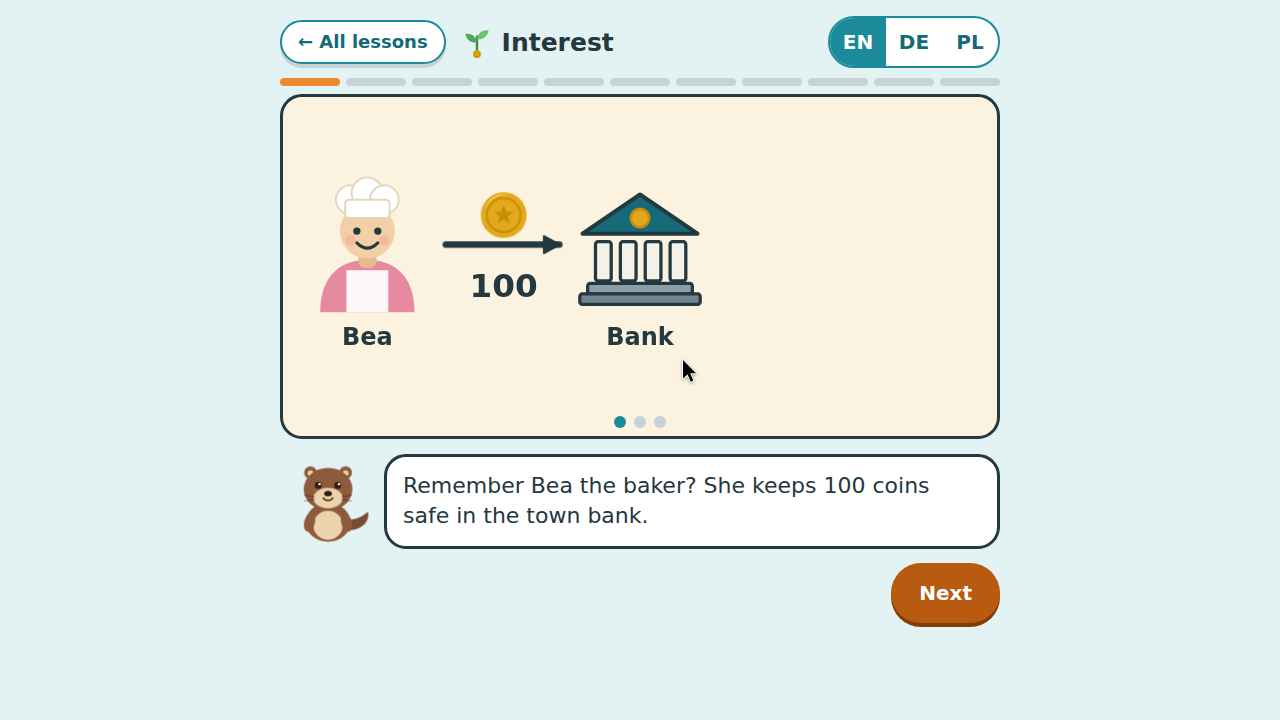 ← All lessons
Interest
EN DE PL
100
Bea
Bank
Remember Bea the baker? She keeps 100 coins
safe in the town bank.
Next